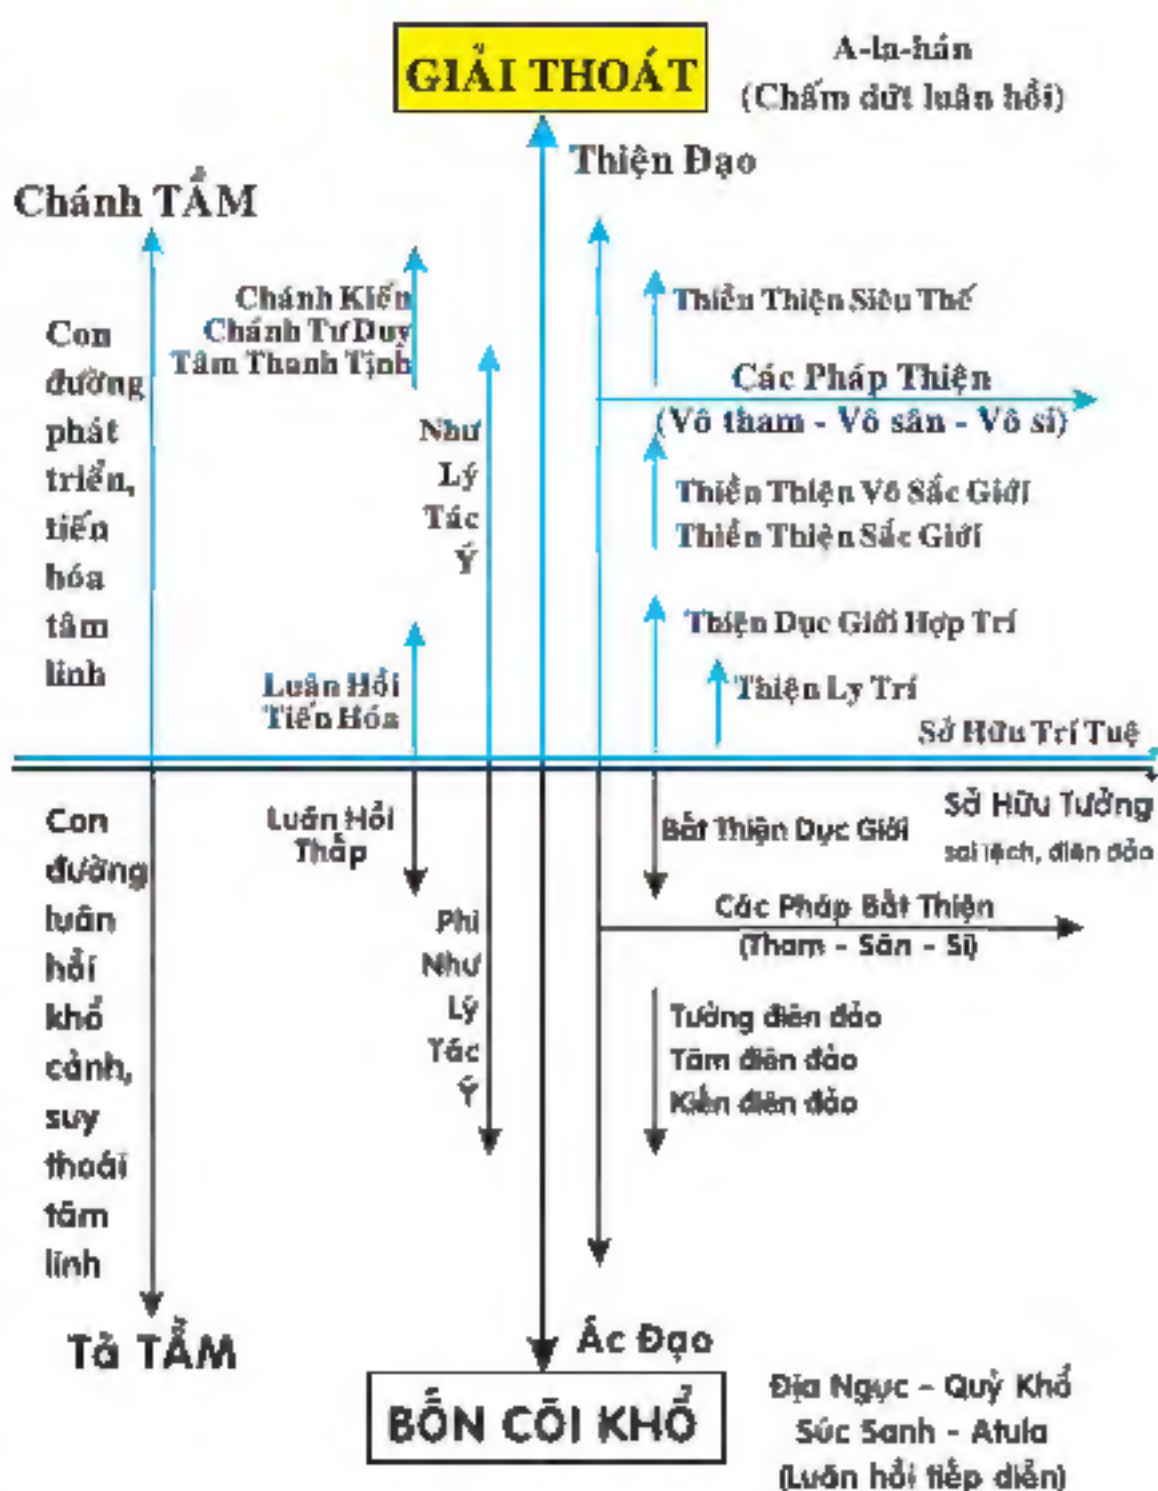 GIẢI THOÁT
A-la-hán
(Chấm dứt luân hồi)
Thiện Đạo
Chánh TẦM
Chánh Kiến
Chánh Tư Duy
Tâm Thanh Tịnh
Thiền Thiện Siêu Thế
Con
đường
phát
triển,
tiến
hóa
tâm
linh
Các Pháp Thiện
(Vô tham - Vô sân - Vô si)
Như
Lý
Tác
Ý
Thiền Thiện Vô Sắc Giới
Thiền Thiện Sắc Giới
Thiện Dục Giới Hợp Trí
Luân Hồi
Tiến Hóa
Thiện Ly Trí
Sở Hữu Trí Tuệ
Con
đường
luân
hồi
khổ
cảnh,
suy
thoái
tâm
linh
Luân Hồi
Thấp
Bất Thiện Dục Giới
Sở Hữu Tưởng
sai lệch, điên đảo
Các Pháp Bất Thiện
(Tham - Sân - Si)
Phi
Như
Lý
Tác
Ý
Tưởng điên đảo
Tâm điên đảo
Kiến điên đảo
Tà TẦM
Ác Đạo
BỐN CÕI KHỔ
Địa Ngục - Quỷ Khổ
Súc Sanh - Atula
(Luân hồi tiếp diễn)